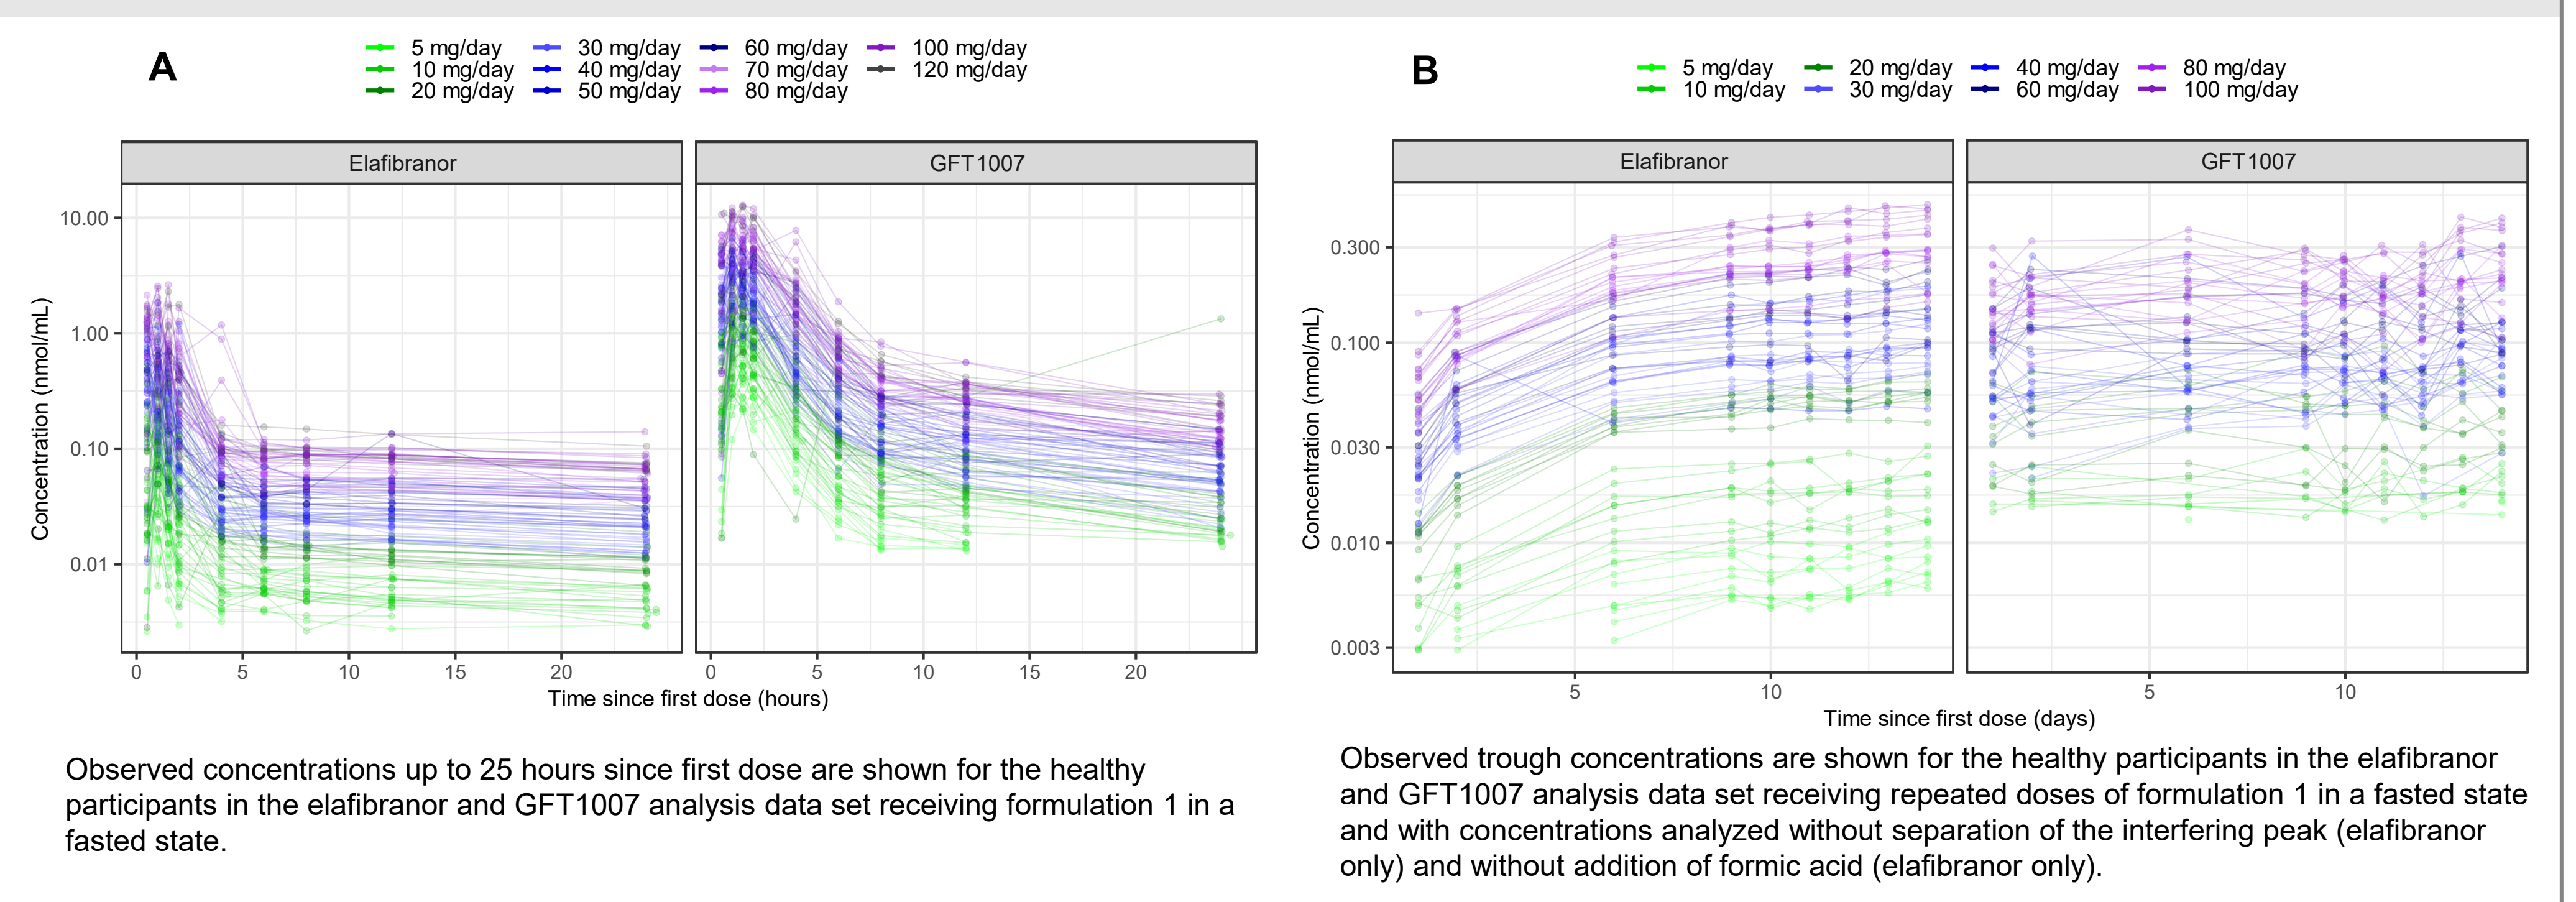 A
5 mg/day 30 mg/day 60 mg/day 100 mg/day
10 mg/day 40 mg/day 70 mg/day 120 mg/day
20 mg/day 50 mg/day 80 mg/day
Elafibranor GFT1007
Concentration (nmol/mL)
10.00
1.00
0.10
0.01
0 5 10 15 20 0 5 10 15 20
Time since first dose (hours)
Observed concentrations up to 25 hours since first dose are shown for the healthy
participants in the elafibranor and GFT1007 analysis data set receiving formulation 1 in a
fasted state.
B
5 mg/day 20 mg/day 40 mg/day 80 mg/day
10 mg/day 30 mg/day 60 mg/day 100 mg/day
Elafibranor GFT1007
Concentration (nmol/mL)
0.300
0.100
0.030
0.010
0.003
5 10 5 10
Time since first dose (days)
Observed trough concentrations are shown for the healthy participants in the elafibranor
and GFT1007 analysis data set receiving repeated doses of formulation 1 in a fasted state
and with concentrations analyzed without separation of the interfering peak (elafibranor
only) and without addition of formic acid (elafibranor only).